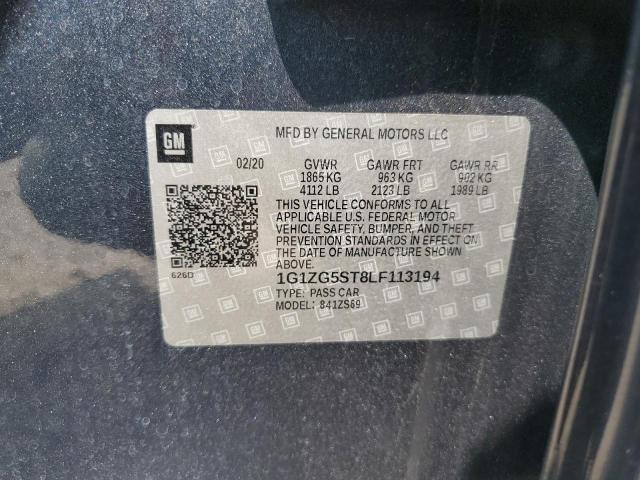 GM
MFD BY GENERAL MOTORS LLC
02/20 GVWR GAWR FRT GAWR RR
1865 KG 963 KG 902 KG
4112 LB 2123 LB 1989 LB
THIS VEHICLE CONFORMS TO ALL
APPLICABLE U.S. FEDERAL MOTOR
VEHICLE SAFETY, BUMPER, AND THEFT
PREVENTION STANDARDS IN EFFECT ON
THE DATE OF MANUFACTURE SHOWN ABOVE.
626D
1G1ZG5ST8LF113194
TYPE: PASS CAR
MODEL: 841ZS69